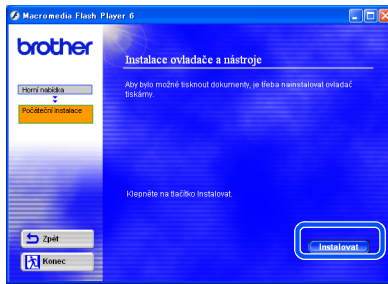 Macromedia Flash Player 6
brother
Instalace ovladače a nástroje
Aby bylo možné tisknout dokumenty, je třeba nainstalovat ovladač
tiskárny.
Horní nabídka
Počáteční instalace
Klepněte na tlačítko Instalovat.
Zpět
Instalovat
Konec